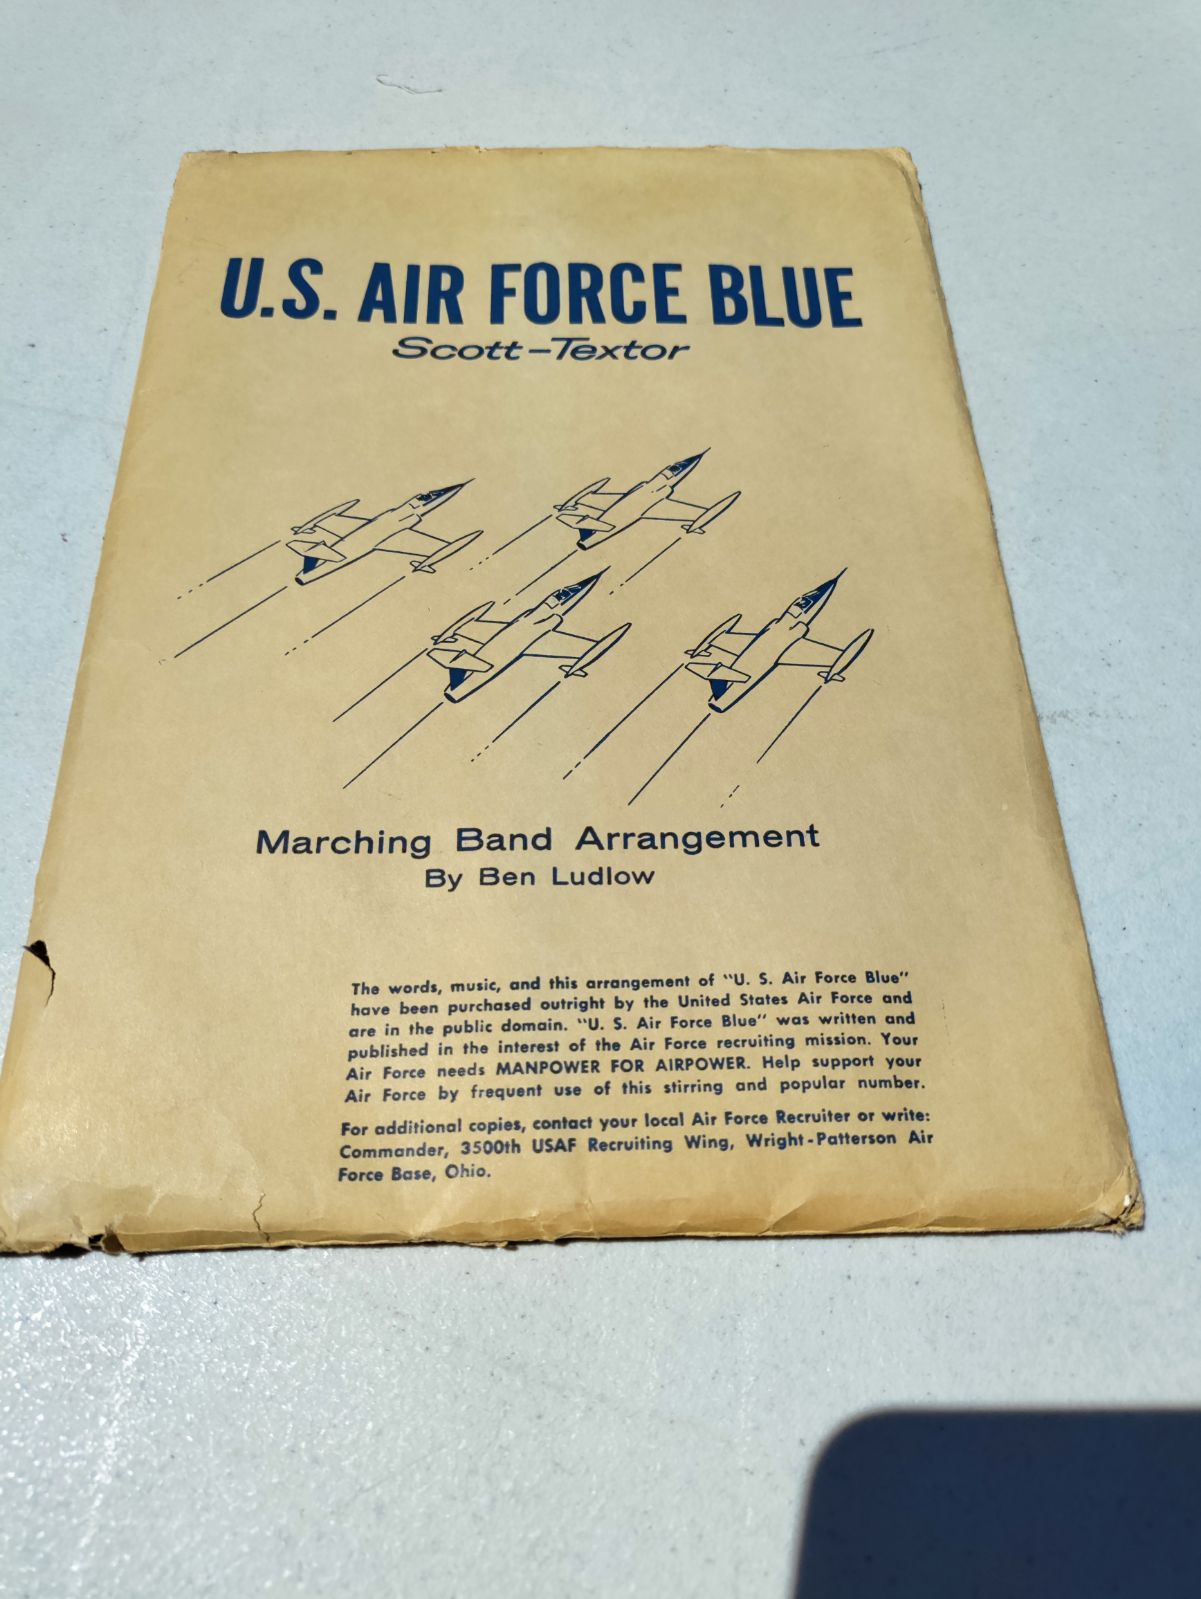 U.S. AIR FORCE BLUE
Scott-Textor
Marching Band Arrangement
By Ben Ludlow
The words, music, and this arrangement of "U. S. Air Force Blue"
have been purchased outright by the United States Air Force and
are in the public domain. "U. S. Air Force Blue" was written and
published in the interest of the Air Force recruiting mission. Your
Air Force needs MANPOWER FOR AIRPOWER. Help support your
Air Force by frequent use of this stirring and popular number.
For additional copies, contact your local Air Force Recruiter or write:
Commander, 3500th USAF Recruiting Wing, Wright-Patterson Air
Force Base, Ohio.